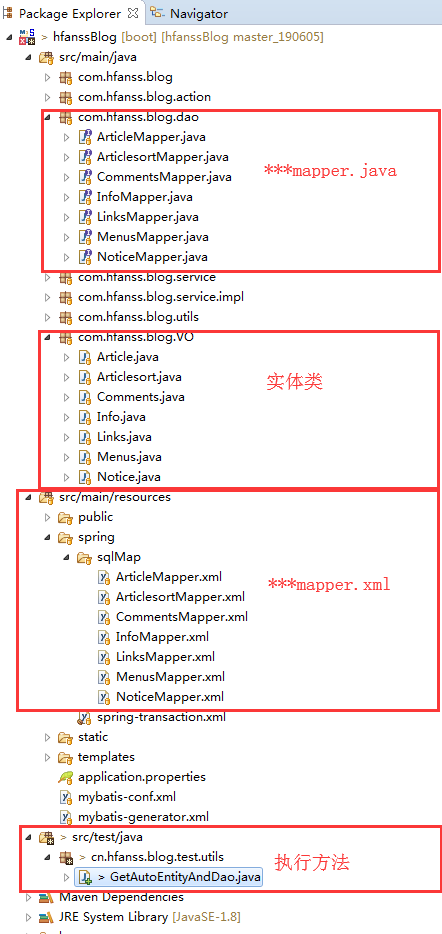 Package Explorer Navigator
> hfanssBlog [boot] [hfanssBlog master_190605]
src/main/java
com.hfanss.blog
com.hfanss.blog.action
com.hfanss.blog.dao
ArticleMapper.java
ArticlesortMapper.java
CommentsMapper.java
InfoMapper.java
LinksMapper.java
MenusMapper.java
NoticeMapper.java
***mapper.java
com.hfanss.blog.service
com.hfanss.blog.service.impl
com.hfanss.blog.utils
com.hfanss.blog.VO
Article.java
Articlesort.java
Comments.java
Info.java
Links.java
Menus.java
Notice.java
实体类
src/main/resources
public
spring
sqlMap
ArticleMapper.xml
ArticlesortMapper.xml
CommentsMapper.xml
InfoMapper.xml
LinksMapper.xml
MenusMapper.xml
NoticeMapper.xml
***mapper.xml
spring-transaction.xml
static
templates
application.properties
mybatis-conf.xml
mybatis-generator.xml
> src/test/java
> cn.hfanss.blog.test.utils
> GetAutoEntityAndDao.java
执行方法
Maven Dependencies
JRE System Library [JavaSE-1.8]